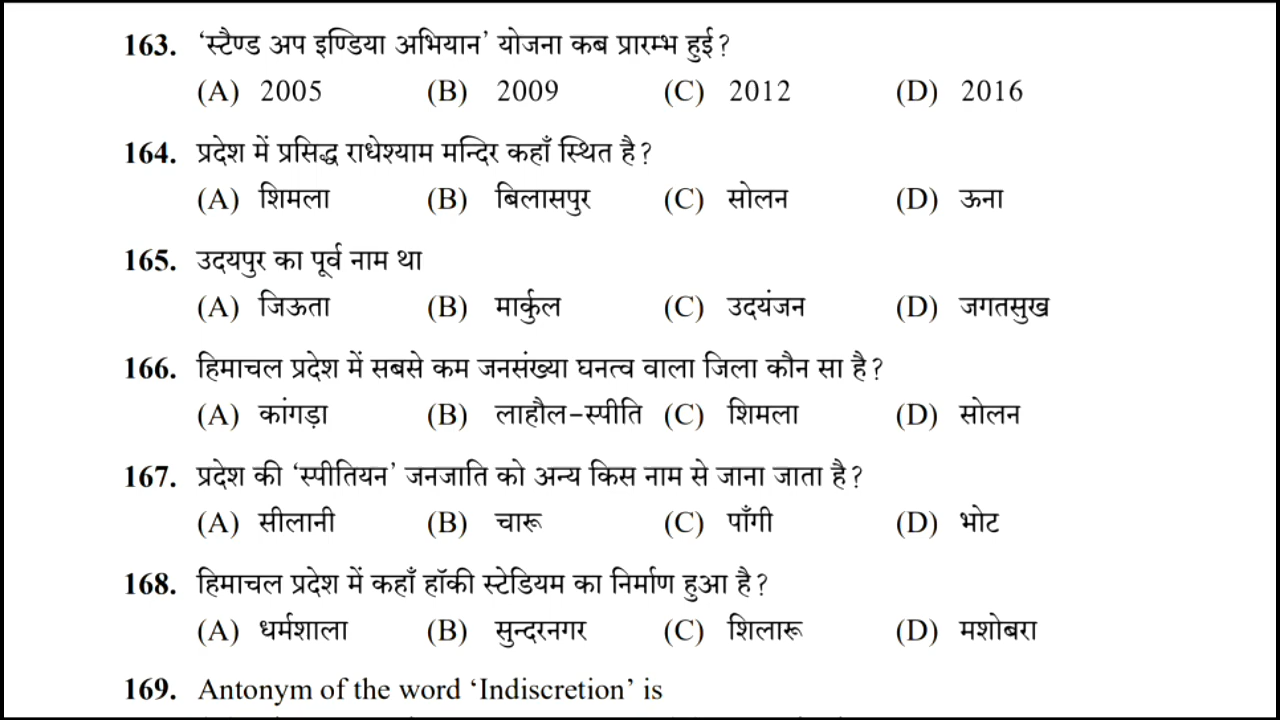 163. ‘स्टैण्ड अप इण्डिया अभियान’ योजना कब प्रारम्भ हुई?
(A) 2005 (B) 2009 (C) 2012 (D) 2016
164. प्रदेश में प्रसिद्ध राधेश्याम मन्दिर कहाँ स्थित है?
(A) शिमला (B) बिलासपुर (C) सोलन (D) ऊना
165. उदयपुर का पूर्व नाम था
(A) जिऊता (B) मार्कुल (C) उदयंजन (D) जगतसुख
166. हिमाचल प्रदेश में सबसे कम जनसंख्या घनत्व वाला जिला कौन सा है?
(A) कांगड़ा (B) लाहौल-स्पीति (C) शिमला (D) सोलन
167. प्रदेश की ‘स्पीतियन’ जनजाति को अन्य किस नाम से जाना जाता है?
(A) सीलानी (B) चारू (C) पाँगी (D) भोट
168. हिमाचल प्रदेश में कहाँ हॉकी स्टेडियम का निर्माण हुआ है?
(A) धर्मशाला (B) सुन्दरनगर (C) शिलारू (D) मशोबरा
169. Antonym of the word ‘Indiscretion’ is